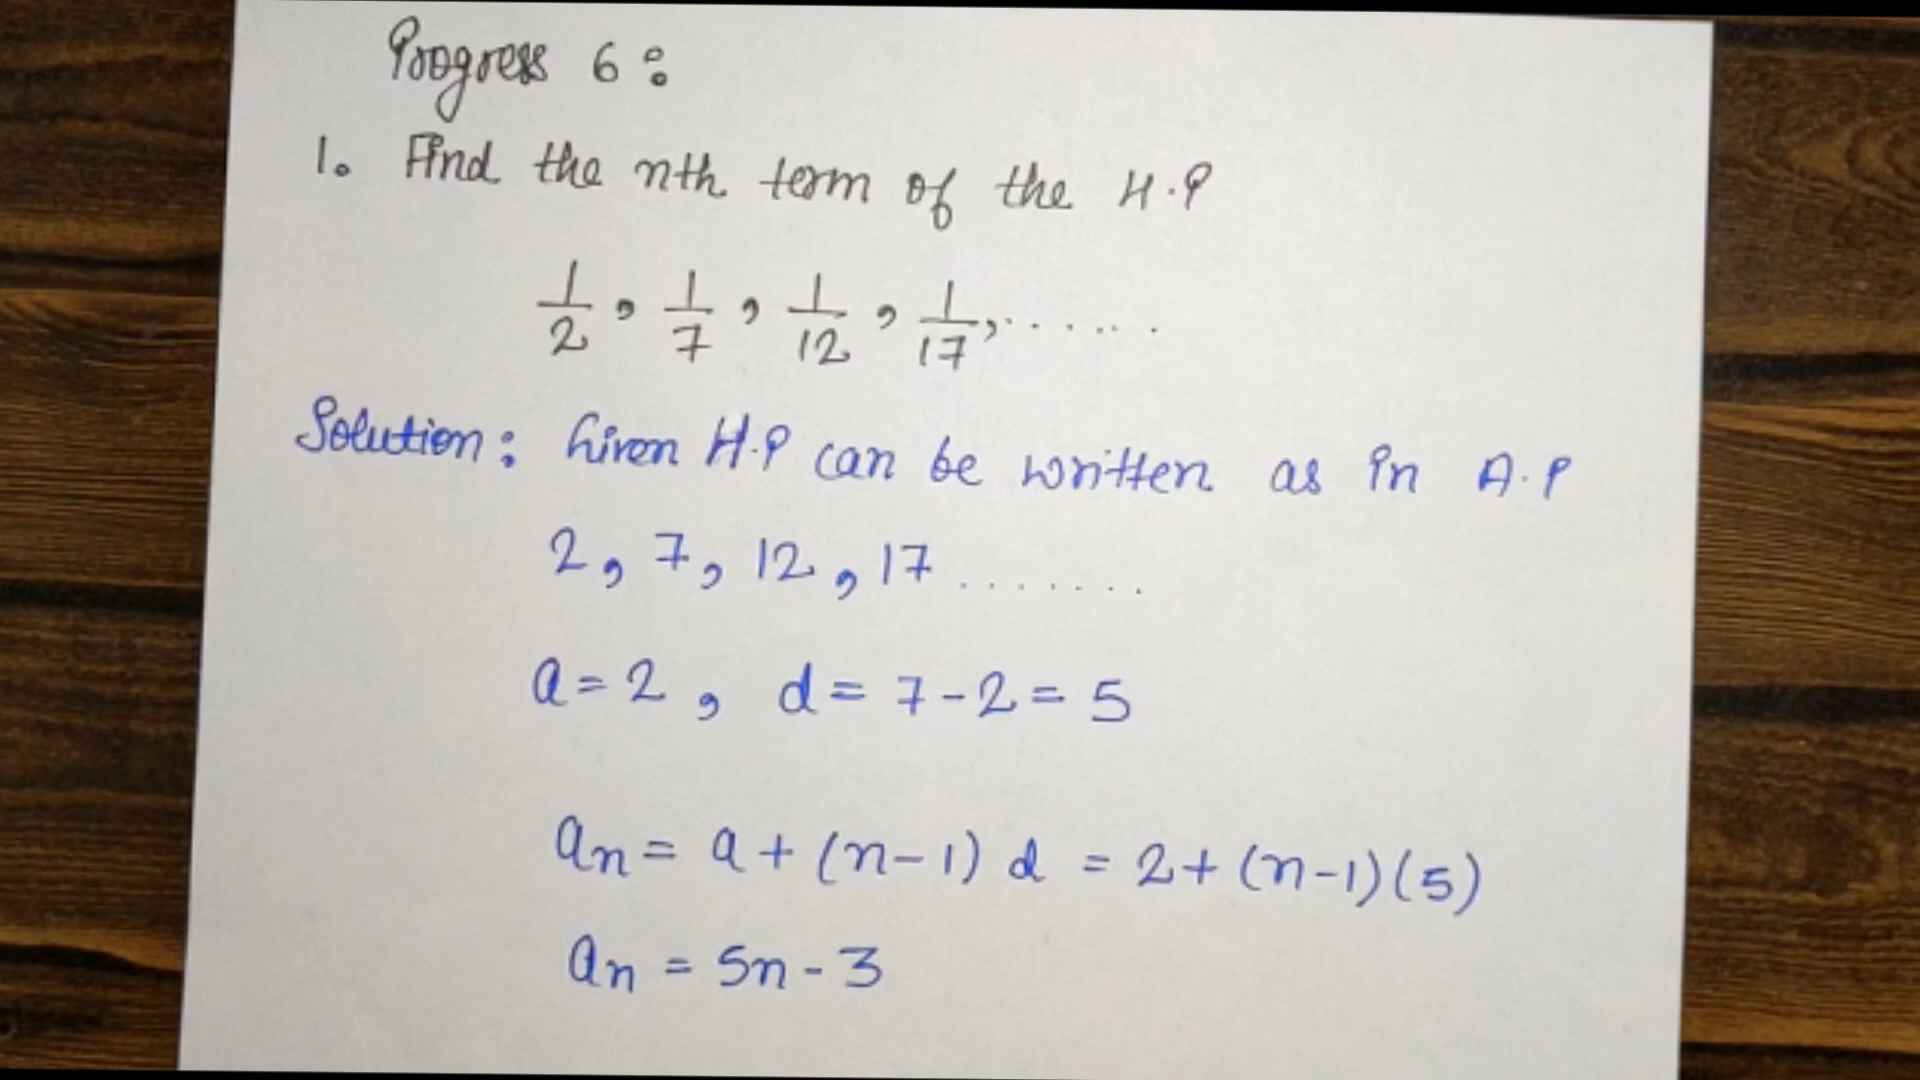 Progress 6:
1. Find the nth term of the H.P
1/2, 1/7, 1/12, 1/17, ......
Solution: Given H.P can be written as in A.P
2, 7, 12, 17 .......
a = 2, d = 7 - 2 = 5
an = a + (n-1) d = 2 + (n-1)(5)
an = 5n - 3